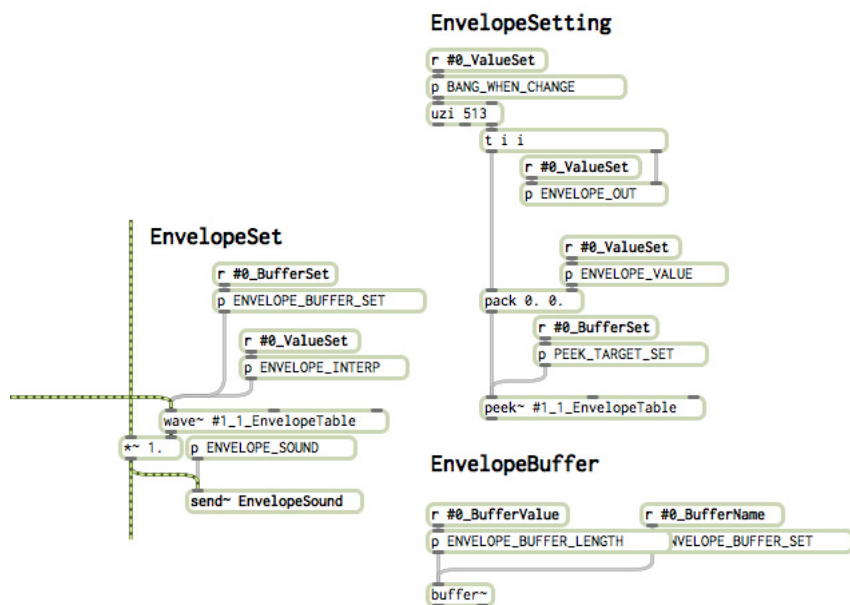 EnvelopeSetting
r #0_ValueSet
p BANG_WHEN_CHANGE
uzi 513
t i i
r #0_ValueSet
p ENVELOPE_OUT
r #0_ValueSet
p ENVELOPE_VALUE
pack 0. 0.
r #0_BufferSet
p PEEK_TARGET_SET
peek~ #1_1_EnvelopeTable
EnvelopeSet
r #0_BufferSet
p ENVELOPE_BUFFER_SET
r #0_ValueSet
p ENVELOPE_INTERP
wave~ #1_1_EnvelopeTable
*~ 1.
p ENVELOPE_SOUND
send~ EnvelopeSound
EnvelopeBuffer
r #0_BufferValue
r #0_BufferName
p ENVELOPE_BUFFER_LENGTH
NVELOPE_BUFFER_SET
buffer~